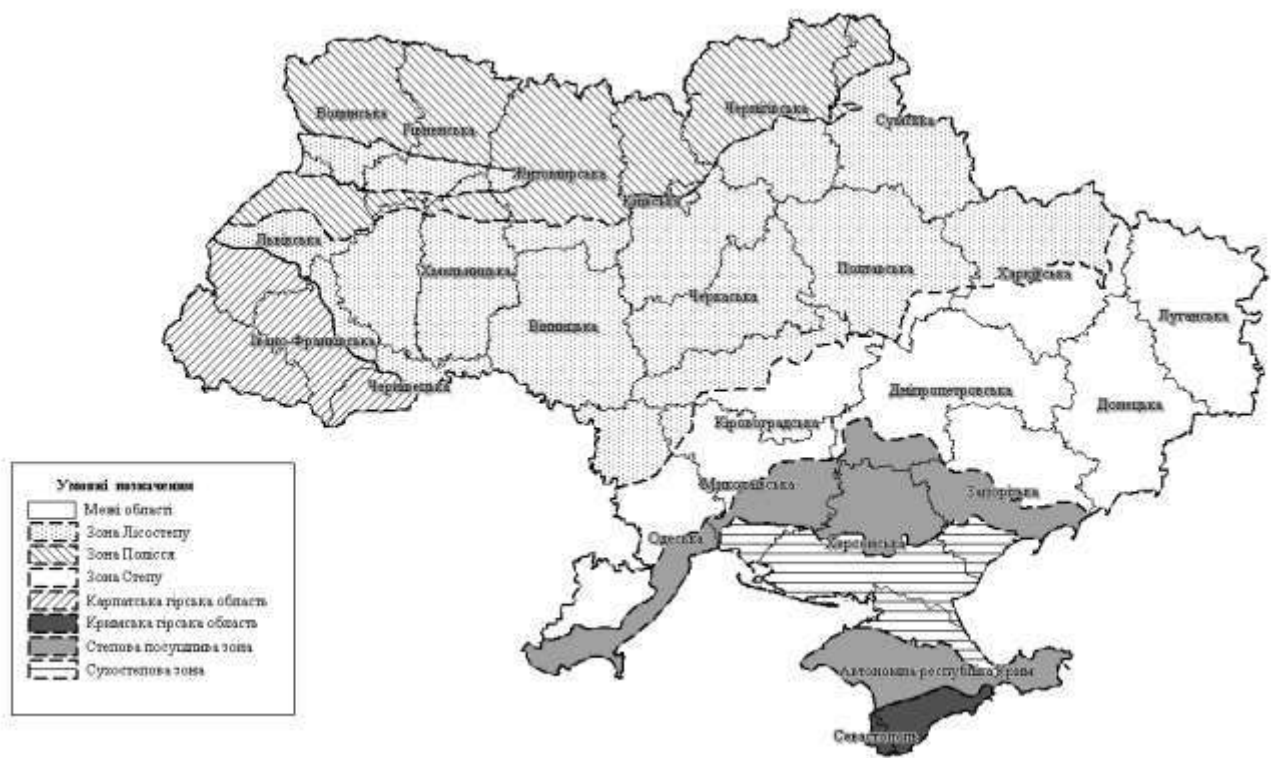 Волинська
Рівненська
Чернігівська
Сумська
Житомирська
Київська
Львівська
Хмельницька
Полтавська
Харківська
Черкаська
Луганська
Вінницька
Івано-Франківська
Чернівецька
Дніпропетровська
Донецька
Кіровоградська
Миколаївська
Запорізька
Одеська
Херсонська
Автономна республіка Крим
Севастополь
Умовні позначення
Межі області
Зона Лісостепу
Зона Полісся
Зона Степу
Карпатська гірська область
Кримська гірська область
Степова посушлива зона
Сухостепова зона